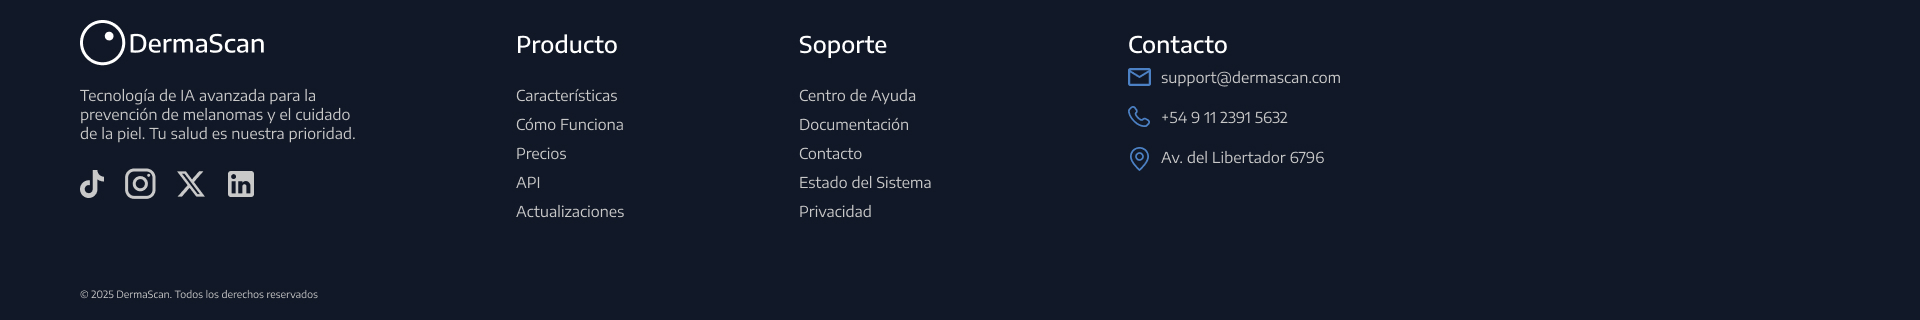 DermaScan
Tecnología de IA avanzada para la
prevención de melanomas y el cuidado
de la piel. Tu salud es nuestra prioridad.
Producto
Características
Cómo Funciona
Precios
API
Actualizaciones
Soporte
Centro de Ayuda
Documentación
Contacto
Estado del Sistema
Privacidad
Contacto
support@dermascan.com
+54 9 11 2391 5632
Av. del Libertador 6796
© 2025 DermaScan. Todos los derechos reservados